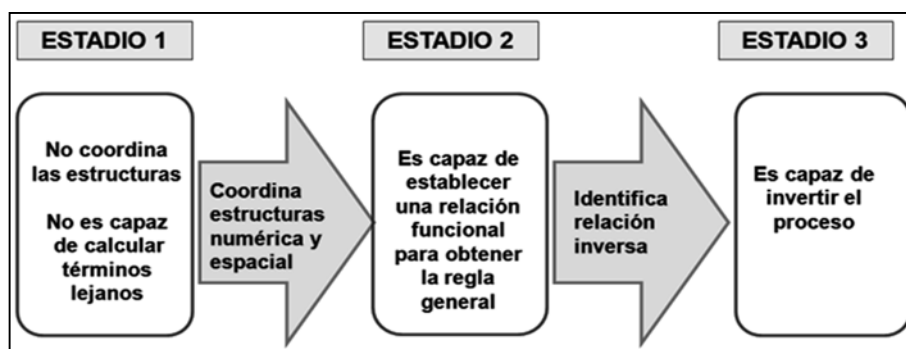 ESTADIO 1
No coordina
las estructuras
No es capaz
de calcular
términos
lejanos
Coordina
estructuras
numérica y
espacial
ESTADIO 2
Es capaz de
establecer
una relación
funcional
para obtener
la regla
general
Identifica
relación
inversa
ESTADIO 3
Es capaz de
invertir el
proceso